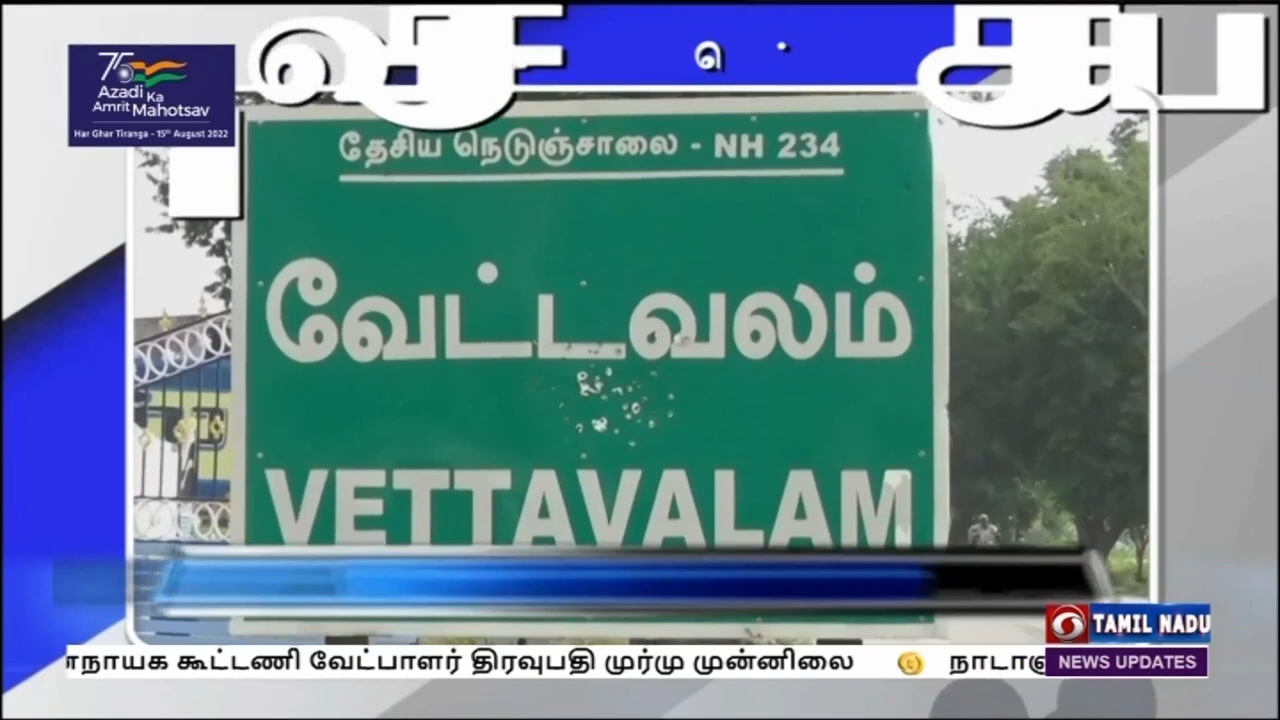 75
Azadi Ka
Amrit Mahotsav
Har Ghar Tiranga - 15th August 2022
தேசிய நெடுஞ்சாலை - NH 234
வேட்டவலம்
VETTAVALAM
TAMIL NADU
நாயக கூட்டணி வேட்பாளர் திரவுபதி முர்மு முன்னிலை
NEWS UPDATES